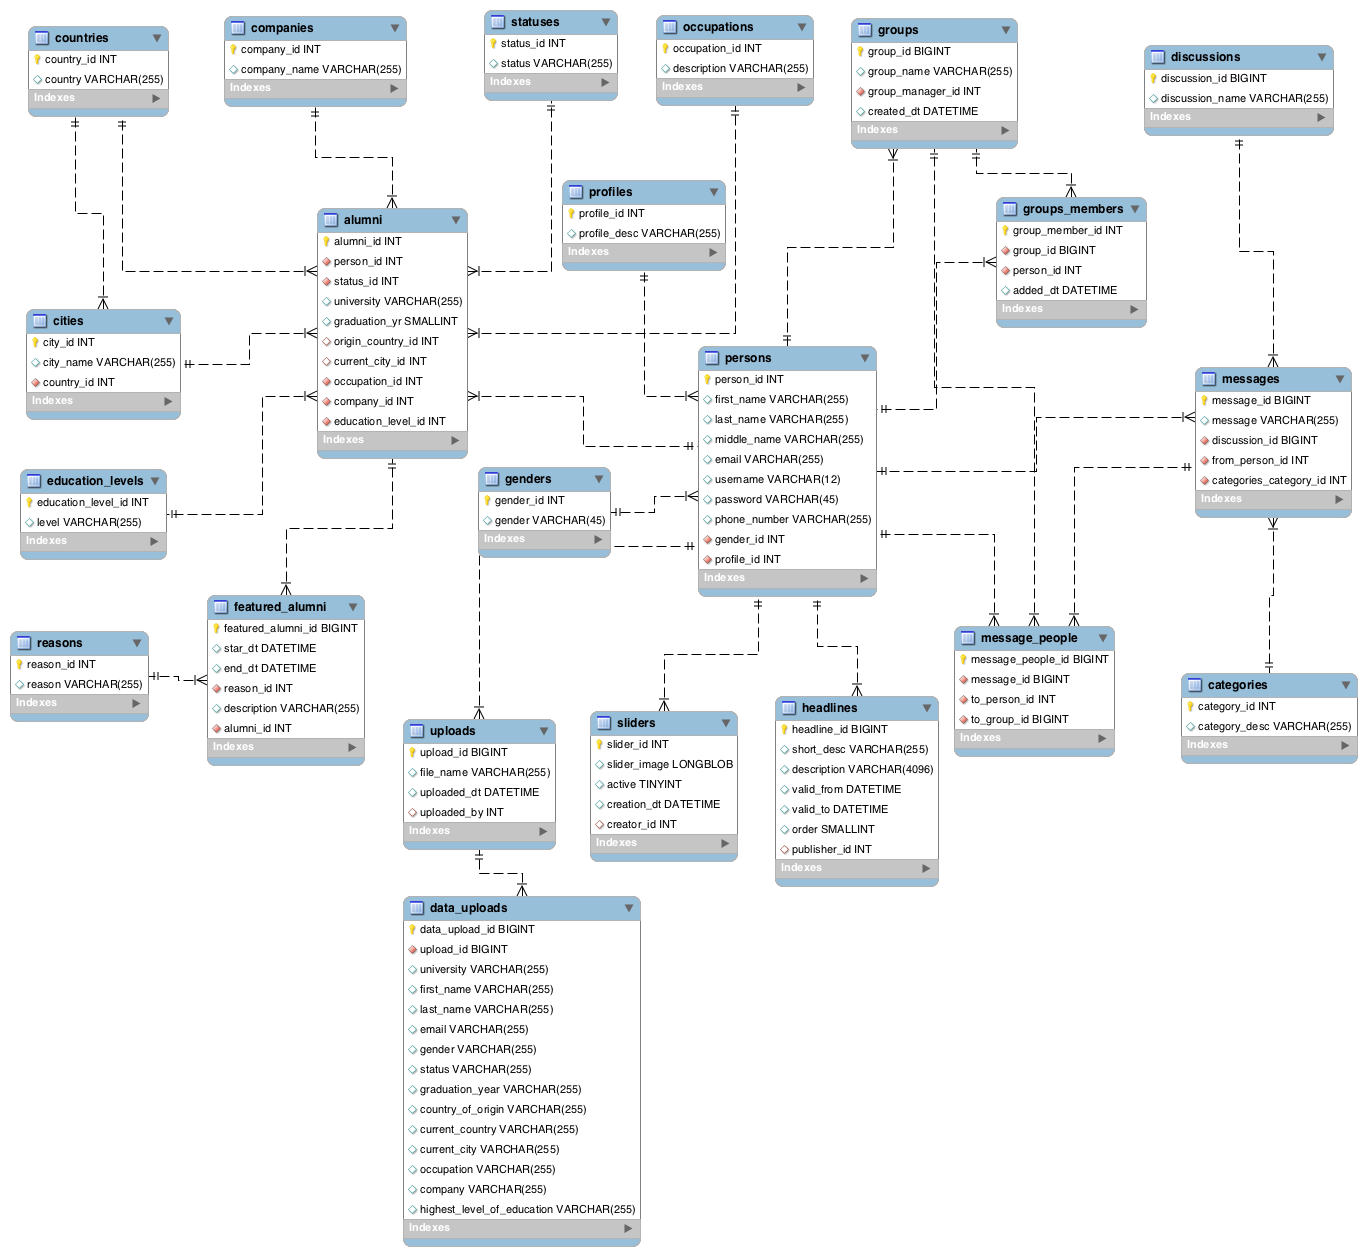 countries
country_id INT
country VARCHAR(255)
Indexes
companies
company_id INT
company_name VARCHAR(255)
Indexes
statuses
status_id INT
status VARCHAR(255)
Indexes
occupations
occupation_id INT
description VARCHAR(255)
Indexes
groups
group_id BIGINT
group_name VARCHAR(255)
group_manager_id INT
created_dt DATETIME
Indexes
discussions
discussion_id BIGINT
discussion_name VARCHAR(255)
Indexes
profiles
profile_id INT
profile_desc VARCHAR(255)
Indexes
groups_members
group_member_id INT
group_id BIGINT
person_id INT
added_dt DATETIME
Indexes
alumni
alumni_id INT
person_id INT
status_id INT
university VARCHAR(255)
graduation_yr SMALLINT
origin_country_id INT
current_city_id INT
occupation_id INT
company_id INT
education_level_id INT
Indexes
cities
city_id INT
city_name VARCHAR(255)
country_id INT
Indexes
persons
person_id INT
first_name VARCHAR(255)
last_name VARCHAR(255)
middle_name VARCHAR(255)
email VARCHAR(255)
username VARCHAR(12)
password VARCHAR(45)
phone_number VARCHAR(255)
gender_id INT
profile_id INT
Indexes
messages
message_id BIGINT
message VARCHAR(255)
discussion_id BIGINT
from_person_id INT
categories_category_id INT
Indexes
education_levels
education_level_id INT
level VARCHAR(255)
Indexes
genders
gender_id INT
gender VARCHAR(45)
Indexes
featured_alumni
featured_alumni_id BIGINT
star_dt DATETIME
end_dt DATETIME
reason_id INT
description VARCHAR(255)
alumni_id INT
Indexes
reasons
reason_id INT
reason VARCHAR(255)
Indexes
message_people
message_people_id BIGINT
message_id BIGINT
to_person_id INT
to_group_id BIGINT
Indexes
categories
category_id INT
category_desc VARCHAR(255)
Indexes
uploads
upload_id BIGINT
file_name VARCHAR(255)
uploaded_dt DATETIME
uploaded_by INT
Indexes
sliders
slider_id INT
slider_image LONGBLOB
active TINYINT
creation_dt DATETIME
creator_id INT
Indexes
headlines
headline_id BIGINT
short_desc VARCHAR(255)
description VARCHAR(4096)
valid_from DATETIME
valid_to DATETIME
order SMALLINT
publisher_id INT
Indexes
data_uploads
data_upload_id BIGINT
upload_id BIGINT
university VARCHAR(255)
first_name VARCHAR(255)
last_name VARCHAR(255)
email VARCHAR(255)
gender VARCHAR(255)
status VARCHAR(255)
graduation_year VARCHAR(255)
country_of_origin VARCHAR(255)
current_country VARCHAR(255)
current_city VARCHAR(255)
occupation VARCHAR(255)
company VARCHAR(255)
highest_level_of_education VARCHAR(255)
Indexes